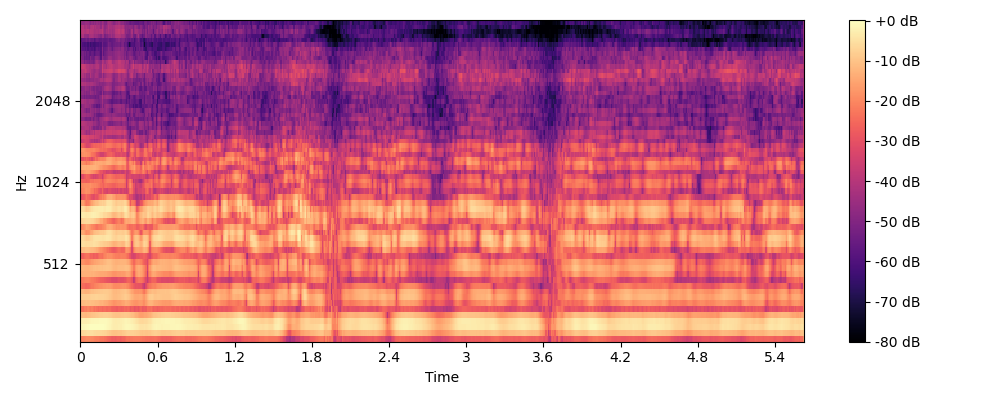 +0 dB
-10 dB
2048
-20 dB
-30 dB
Hz
1024
-40 dB
-50 dB
512
-60 dB
-70 dB
-80 dB
0 0.6 1.2 1.8 2.4 3 3.6 4.2 4.8 5.4
Time